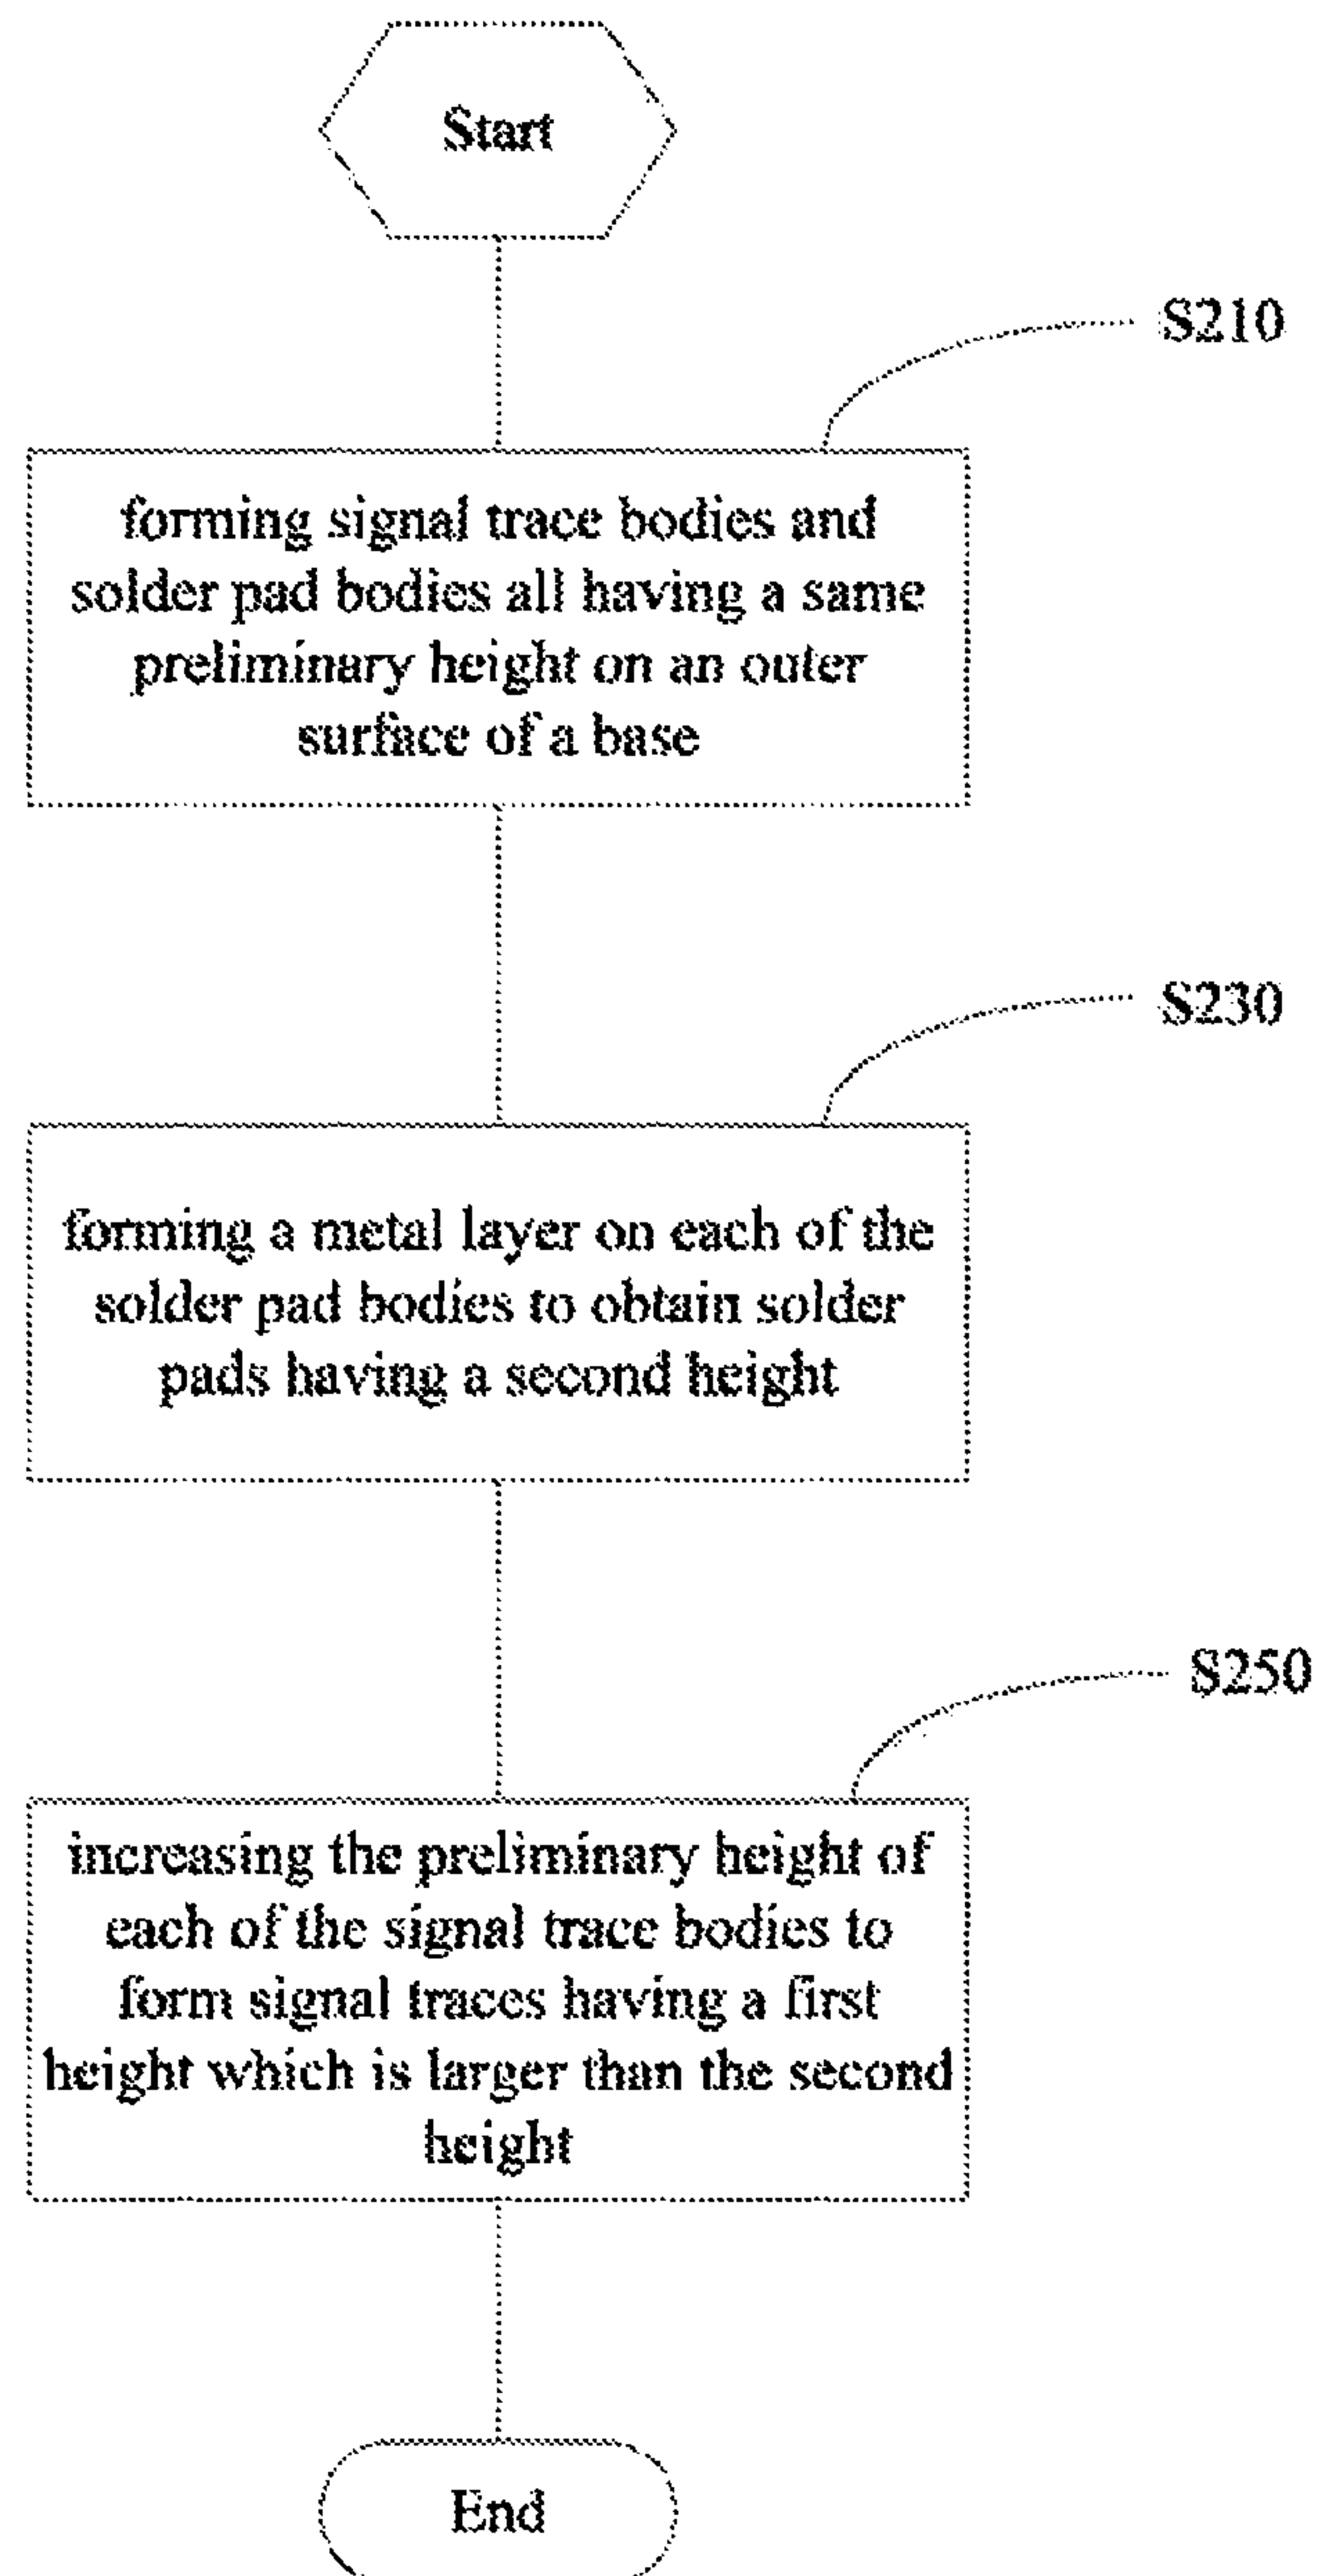 Start
S210
forming signal trace bodies and
solder pad bodies all having a same
preliminary height on an outer
surface of a base
S230
forming a metal layer on each of the
solder pad bodies to obtain solder
pads having a second height
S250
increasing the preliminary height of
each of the signal trace bodies to
form signal traces having a first
height which is larger than the second
height
End